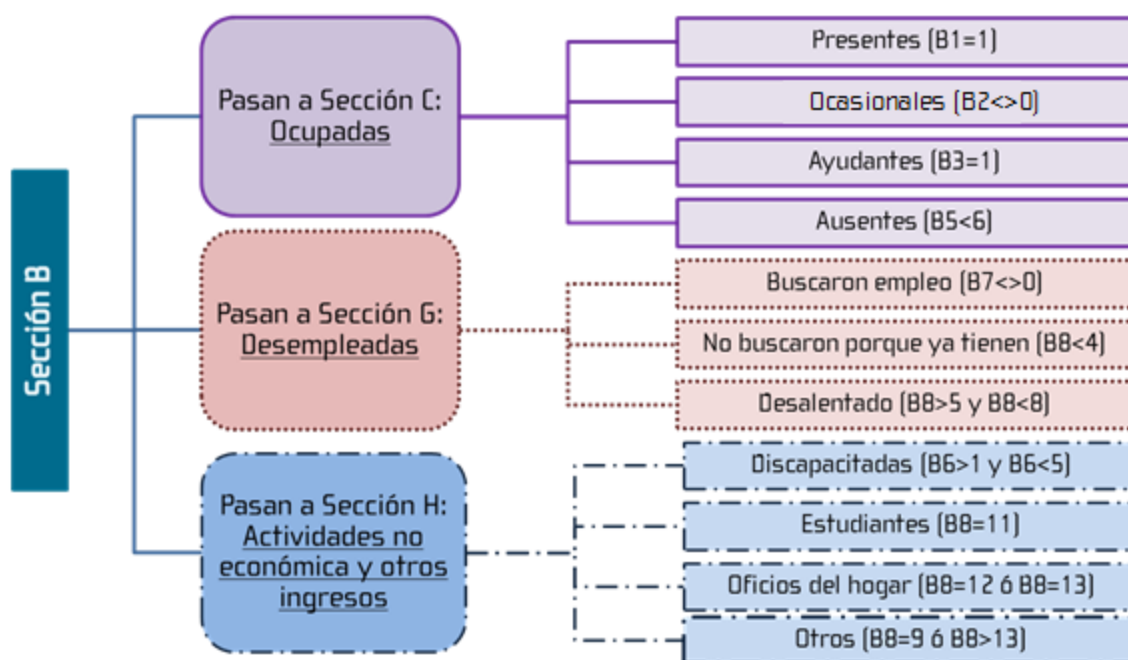 Sección B
Pasan a Sección C:
Ocupadas
Presentes (B1=1)
Ocasionales (B2<>0)
Ayudantes (B3=1)
Ausentes (B5<6)
Pasan a Sección G:
Desempleadas
Buscaron empleo (B7<>0)
No buscaron porque ya tienen (B8<4)
Desalentado (B8>5 y B8<8)
Pasan a Sección H:
Actividades no
económica y otros
ingresos
Discapacitadas (B6>1 y B6<5)
Estudiantes (B8=11)
Oficios del hogar (B8=12 ó B8=13)
Otros (B8=9 ó B8>13)